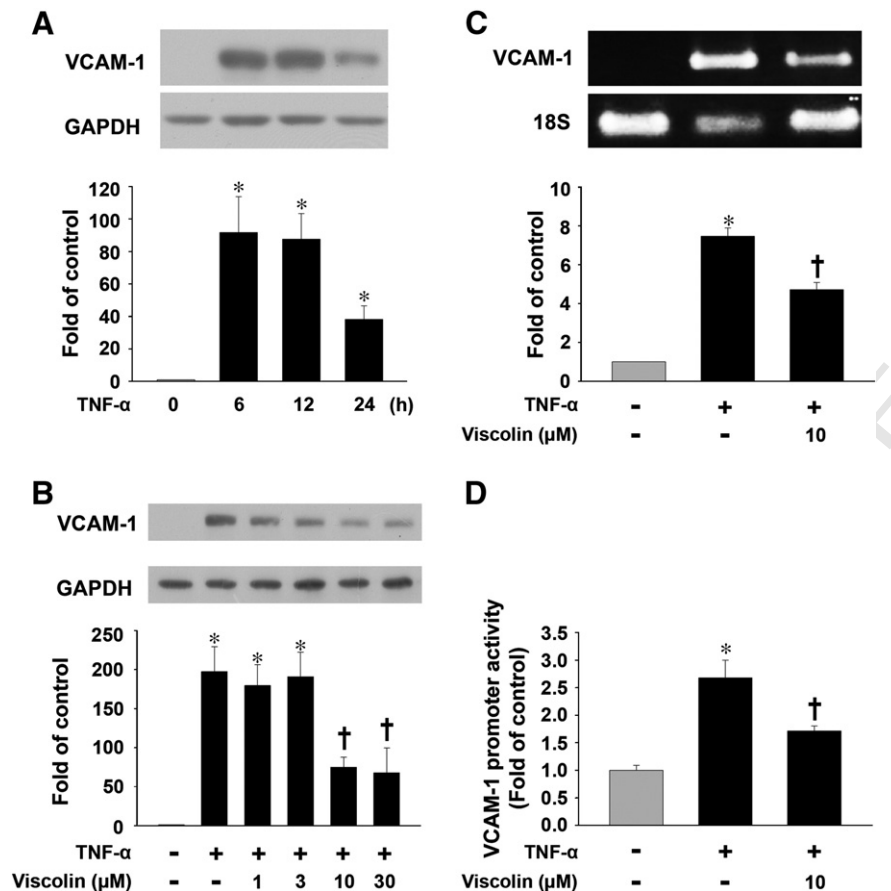 A
VCAM-1
GAPDH
Fold of control
120
100
80
60
40
20
0
* * *
TNF-α 0 6 12 24 (h)
B
VCAM-1
GAPDH
Fold of control
250
200
150
100
50
0
* * * † †
TNF-α - + + + + +
Viscolin (µM) - - 1 3 10 30
C
VCAM-1
18S
Fold of control
10
8
6
4
2
0
* †
TNF-α - + +
Viscolin (µM) - - 10
D
VCAM-1 promoter activity
(Fold of control)
3.5
3.0
2.5
2.0
1.5
1.0
0.5
0.0
* †
TNF-α - + +
Viscolin (µM) - - 10